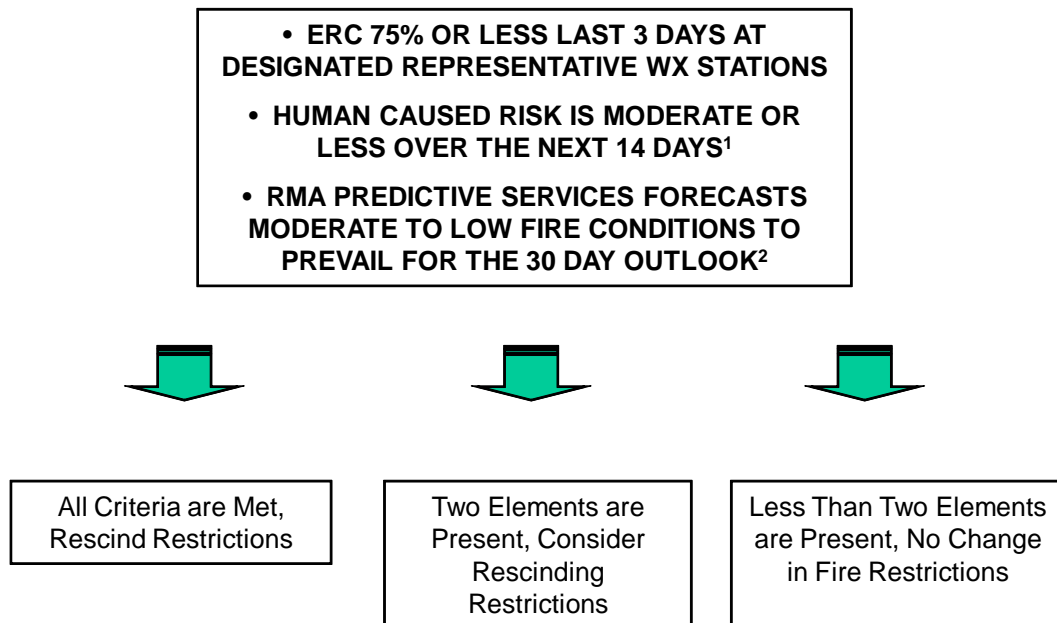 • ERC 75% OR LESS LAST 3 DAYS AT
DESIGNATED REPRESENTATIVE WX STATIONS
• HUMAN CAUSED RISK IS MODERATE OR
LESS OVER THE NEXT 14 DAYS¹
• RMA PREDICTIVE SERVICES FORECASTS
MODERATE TO LOW FIRE CONDITIONS TO
PREVAIL FOR THE 30 DAY OUTLOOK²
All Criteria are Met,
Rescind Restrictions
Two Elements are
Present, Consider
Rescinding
Restrictions
Less Than Two Elements
are Present, No Change
in Fire Restrictions